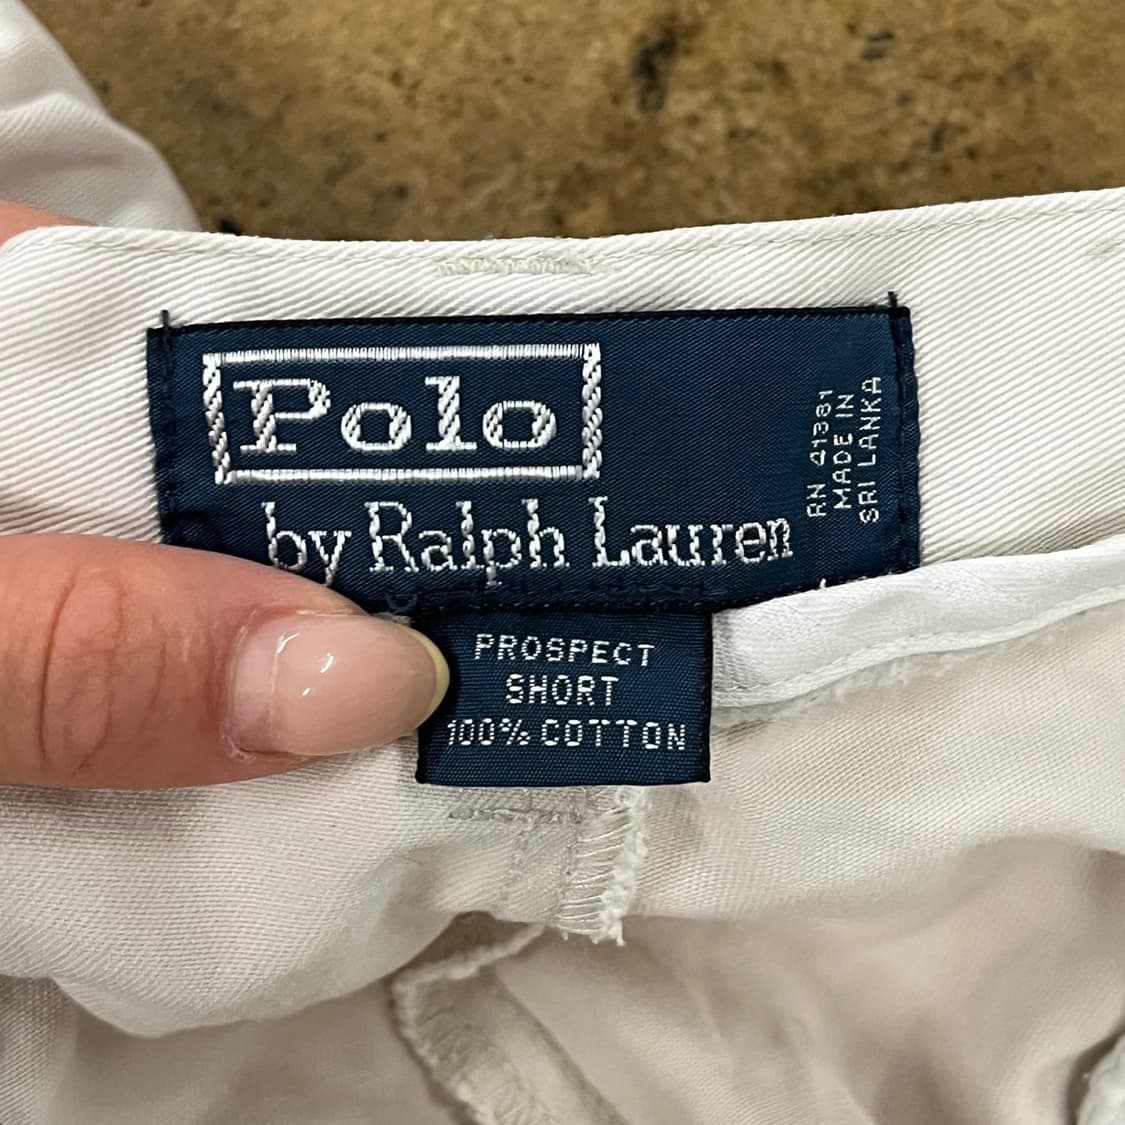 Polo
by Ralph Lauren
RN 41381
MADE IN
SRI LANKA
PROSPECT
SHORT
100% COTTON